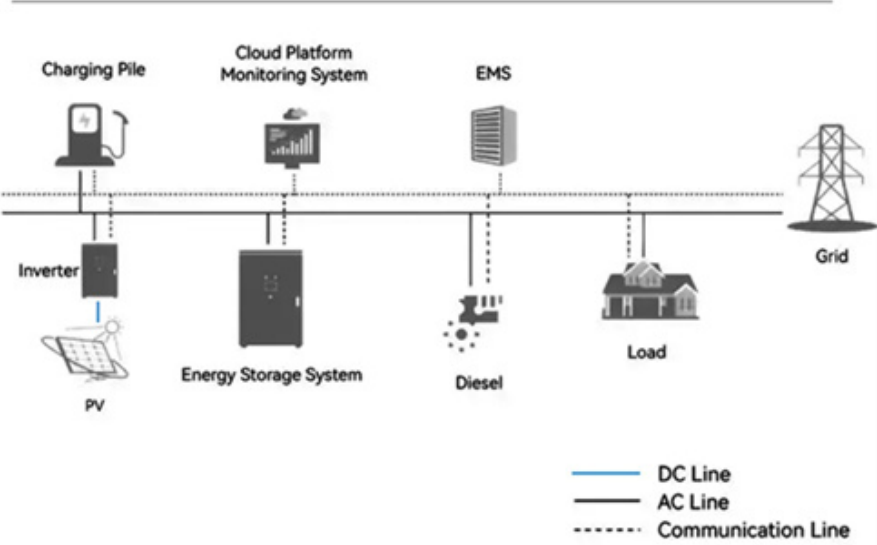 Charging Pile
Cloud Platform
Monitoring System
EMS
Grid
Inverter
Energy Storage System
Load
Diesel
PV
DC Line
AC Line
Communication Line